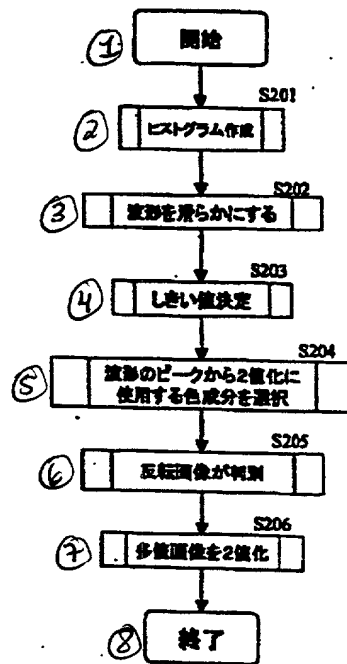 ① 開始
S201
② ヒストグラム作成
S202
③ 波形を滑らかにする
S203
④ しきい値決定
S204
⑤ 波形のピークから2値化に
使用する色成分を選択
S205
⑥ 反転画像か判別
S206
⑦ 多値画像を2値化
⑧ 終了